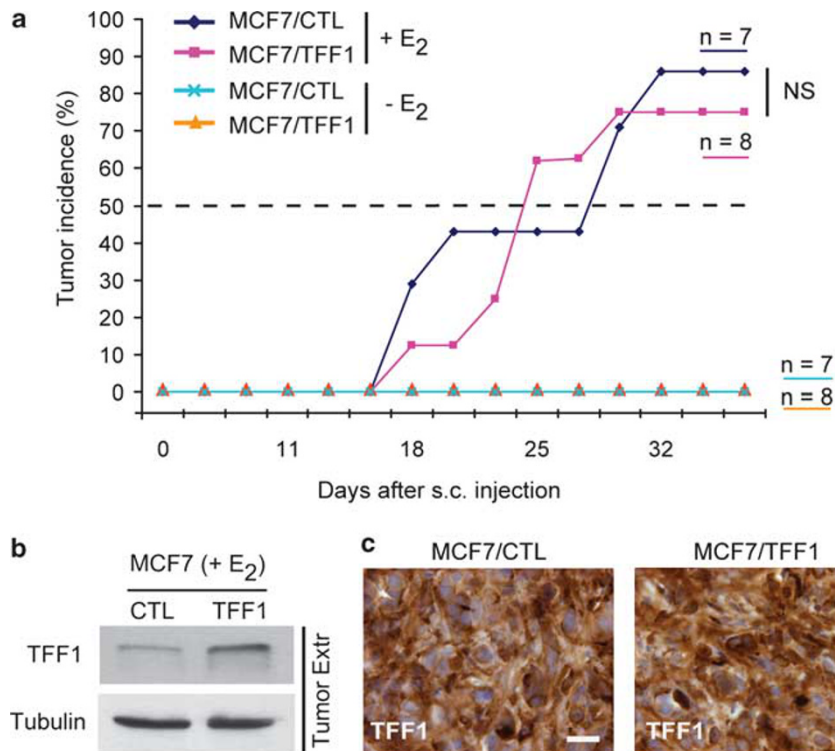 a
100
90
80
70
60
50
40
30
20
10
0
Tumor incidence (%)
MCF7/CTL
MCF7/TFF1
+ E2
MCF7/CTL
MCF7/TFF1
- E2
n = 7
NS
n = 8
n = 7
n = 8
0 11 18 25 32
Days after s.c. injection
b
MCF7 (+ E2)
CTL TFF1
TFF1
Tubulin
Tumor Extr
c
MCF7/CTL MCF7/TFF1
TFF1 TFF1